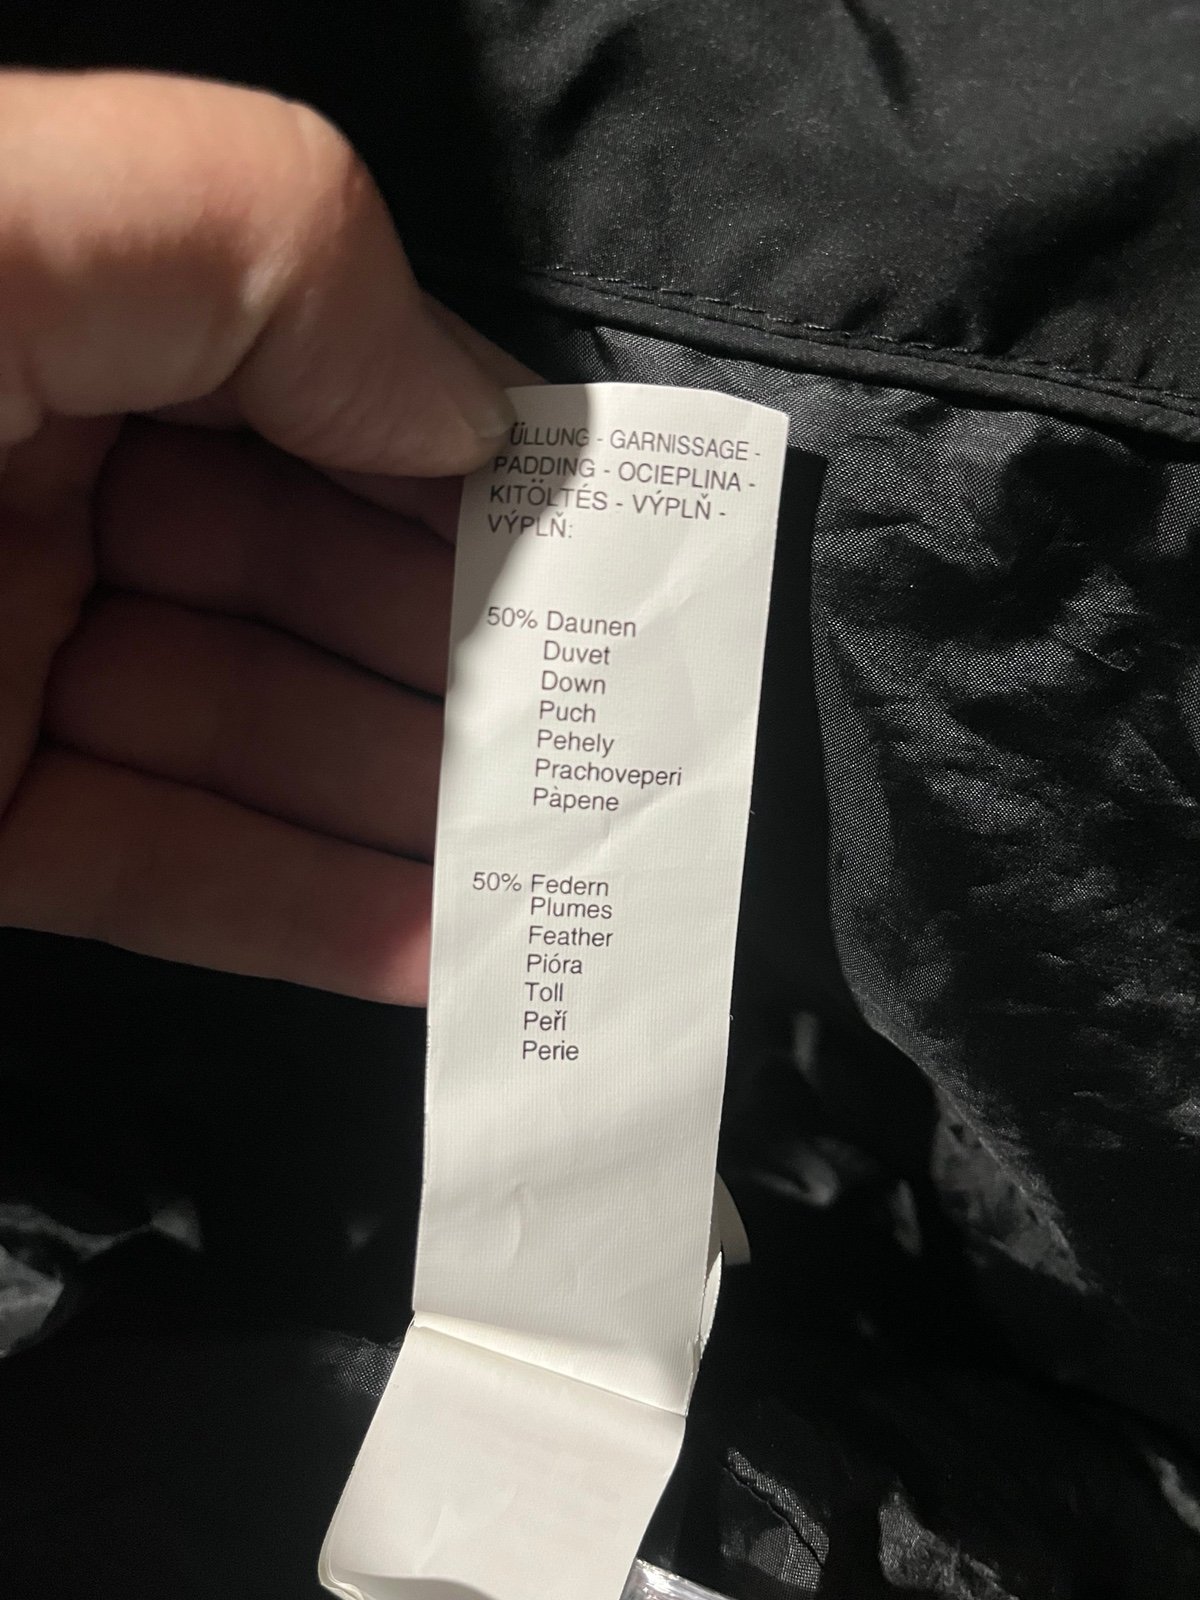 ÜLLUNG - GARNISSAGE -
PADDING - OCIEPLINA -
KITÖLTÉS - VÝPLŇ -
VÝPLŇ:
50% Daunen
Duvet
Down
Puch
Pehely
Prachoveperi
Pàpene
50% Federn
Plumes
Feather
Pióra
Toll
Peří
Perie